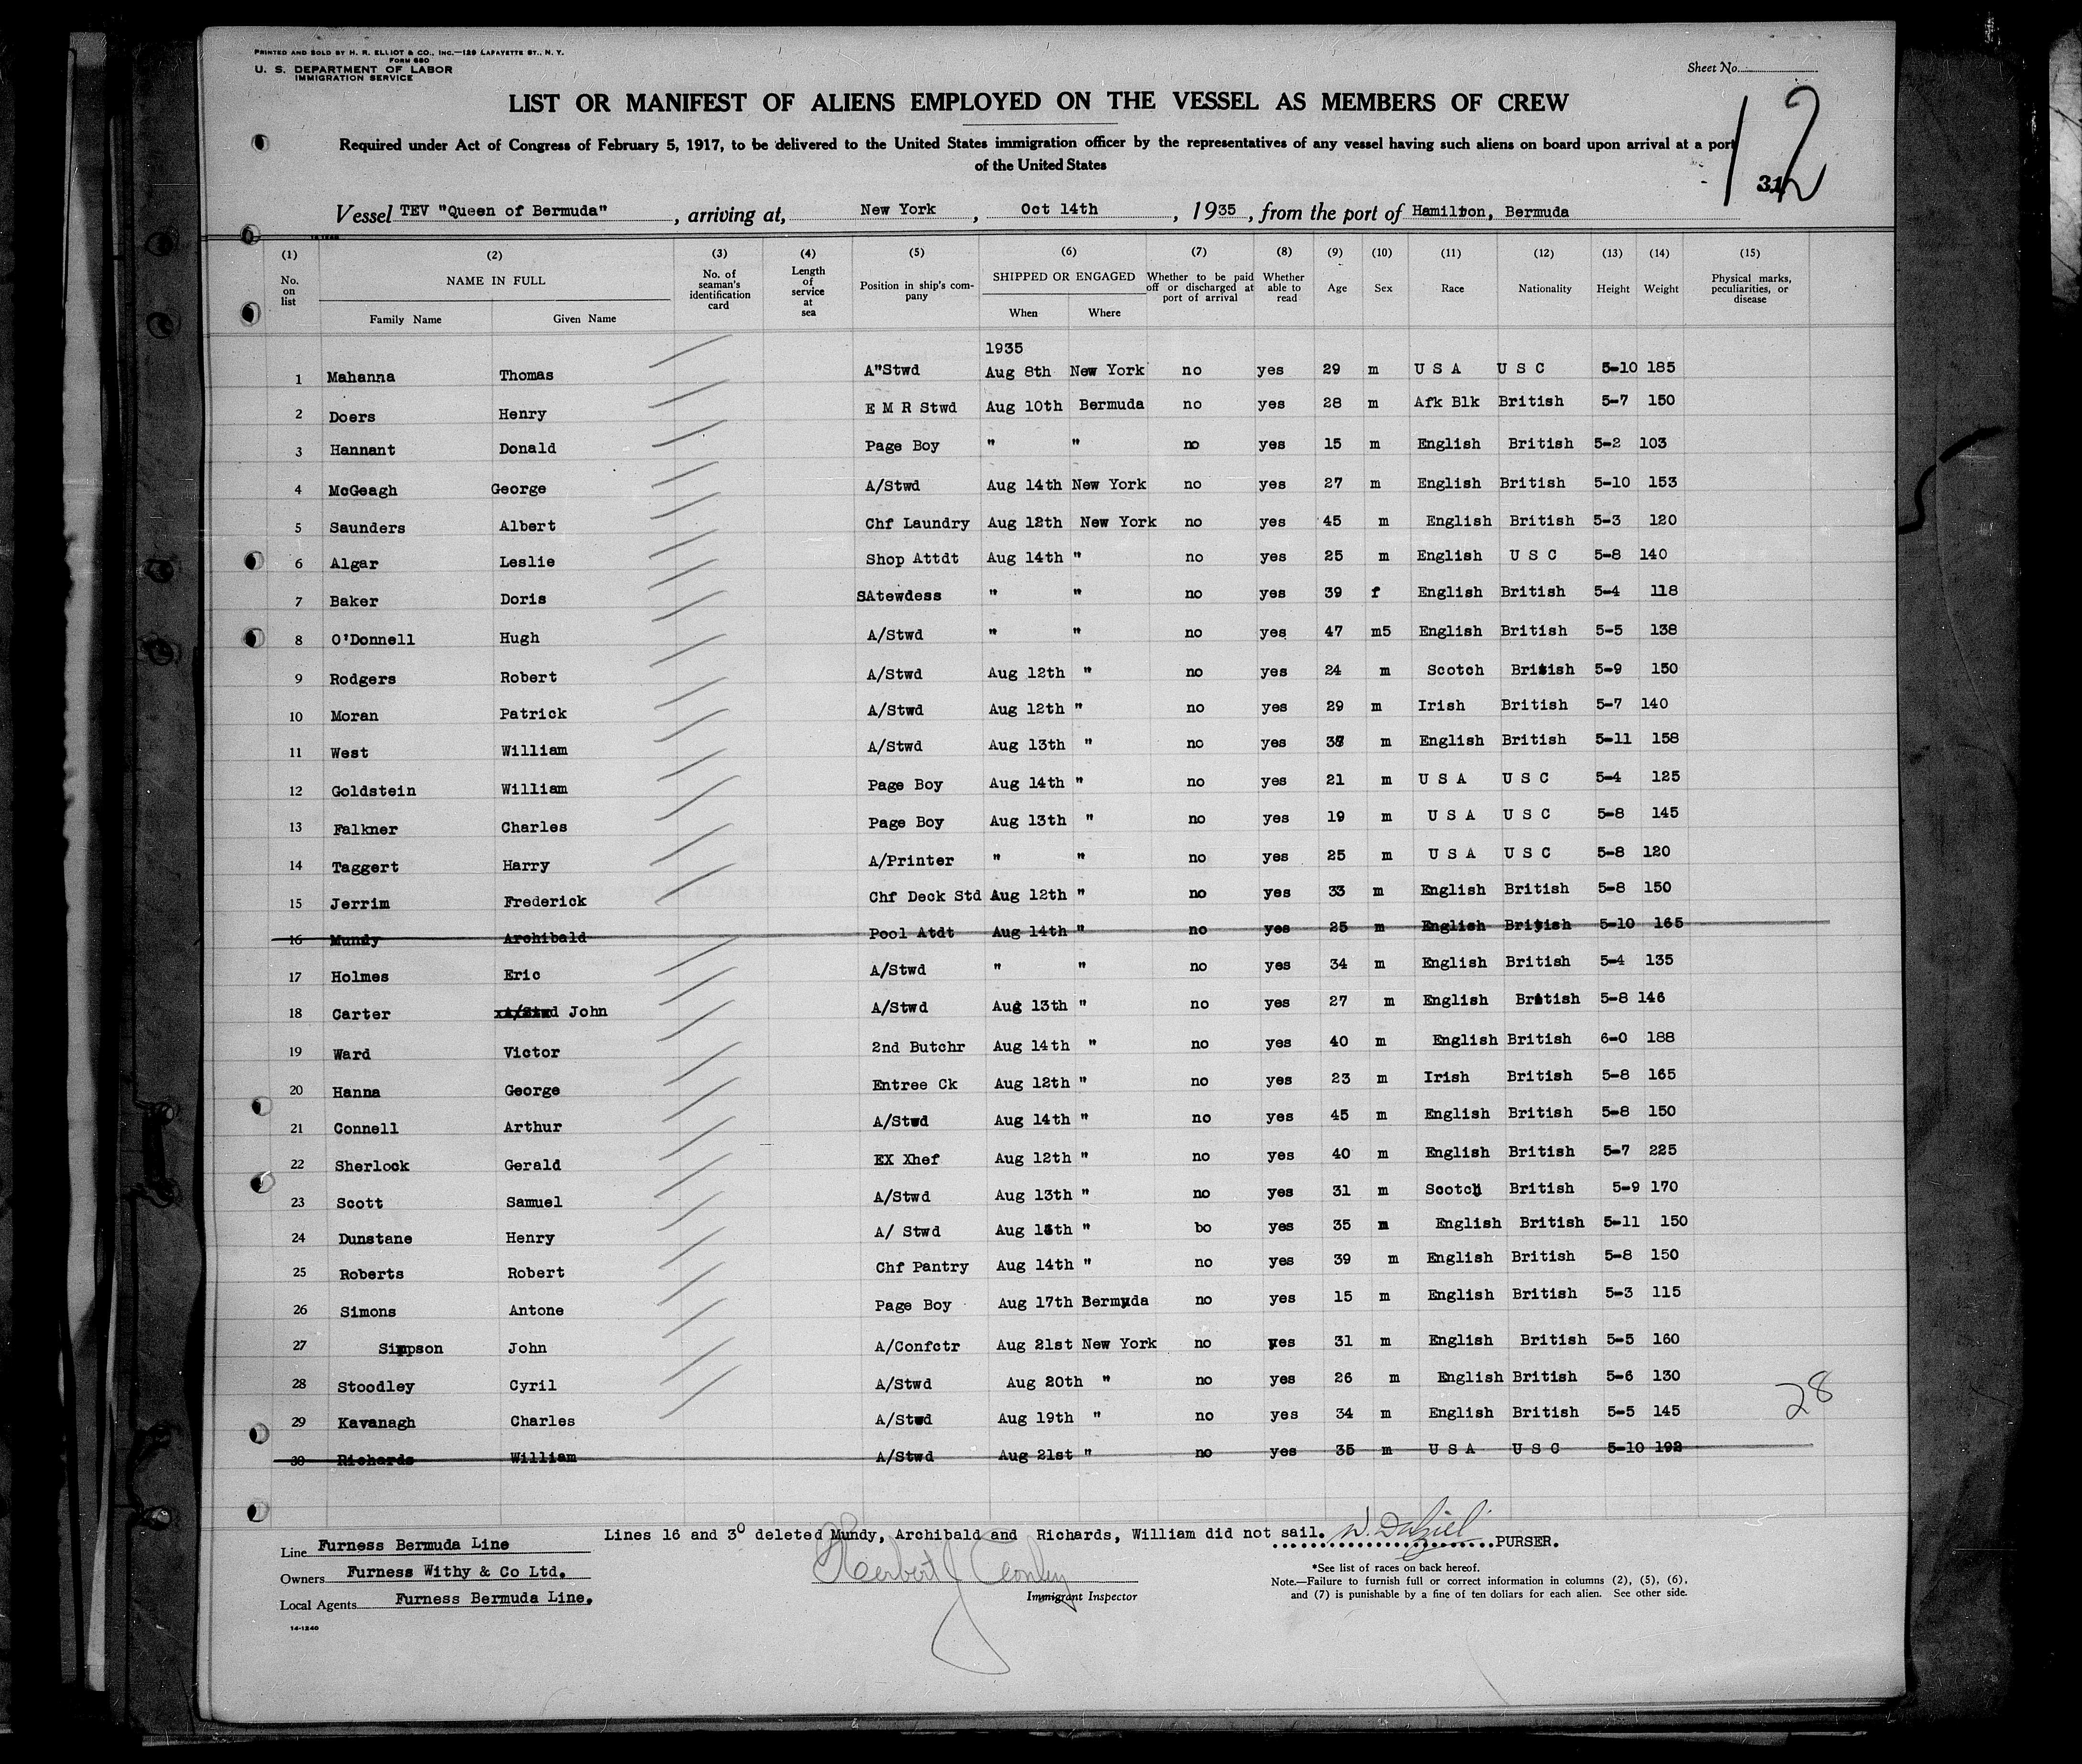 PRINTED AND SOLD BY H. R. ELLIOT & CO., INC.—129 LAFAYETTE ST., N. Y.
FORM 680
U. S. DEPARTMENT OF LABOR
IMMIGRATION SERVICE
Sheet No.
LIST OR MANIFEST OF ALIENS EMPLOYED ON THE VESSEL AS MEMBERS OF CREW
12
Required under Act of Congress of February 5, 1917, to be delivered to the United States immigration officer by the representatives of any vessel having such aliens on board upon arrival at a port
of the United States
Vessel TEV "Queen of Bermuda", arriving at, New York, Oct 14th, 1935, from the port of Hamilton, Bermuda
(1) (2) (3) (4) (5) (6) (7) (8) (9) (10) (11) (12) (13) (14) (15)
No. on list NAME IN FULL Family Name Given Name No. of seaman's identification card Length of service at sea Position in ship's company SHIPPED OR ENGAGED When Where Whether to be paid off or discharged at port of arrival Whether able to read Age Sex Race Nationality Height Weight Physical marks, peculiarities, or disease
1935
1 Mahanna Thomas A"Stwd Aug 8th New York no yes 29 m U S A U S C 5-10 185
2 Doers Henry E M R Stwd Aug 10th Bermuda no yes 28 m Afk Blk British 5-7 150
3 Hannant Donald Page Boy " " no yes 15 m English British 5-2 103
4 McGeagh George A/Stwd Aug 14th New York no yes 27 m English British 5-10 153
5 Saunders Albert Chf Laundry Aug 12th New York no yes 45 m English British 5-3 120
6 Algar Leslie Shop Attdt Aug 14th " no yes 25 m English U S C 5-8 140
7 Baker Doris SAtewdess " " no yes 39 f English British 5-4 118
8 O'Donnell Hugh A/Stwd " " no yes 47 m5 English British 5-5 138
9 Rodgers Robert A/Stwd Aug 12th " no yes 24 m Scotch British 5-9 150
10 Moran Patrick A/Stwd Aug 12th " no yes 29 m Irish British 5-7 140
11 West William A/Stwd Aug 13th " no yes m English British 5-11 158
12 Goldstein William Page Boy Aug 14th " no yes 21 m U S A U S C 5-4 125
13 Falkner Charles Page Boy Aug 13th " no yes 19 m U S A U S C 5-8 145
14 Taggert Harry A/Printer " " no yes 25 m U S A U S C 5-8 120
15 Jerrim Frederick Chf Deck Std Aug 12th " no yes 33 m English British 5-8 150
16 Mundy Archibald Pool Atdt Aug 14th " no yes 25 m English British 5-10 165
17 Holmes Eric A/Stwd " " no yes 34 m English British 5-4 135
18 Carter A/Stwd John A/Stwd Aug 13th " no yes 27 m English British 5-8 146
19 Ward Victor 2nd Butchr Aug 14th " no yes 40 m English British 6-0 188
20 Hanna George Entree Ck Aug 12th " no yes 23 m Irish British 5-8 165
21 Connell Arthur A/Stwd Aug 14th " no yes 45 m English British 5-8 150
22 Sherlock Gerald EX Xhef Aug 12th " no yes 40 m English British 5-7 225
23 Scott Samuel A/Stwd Aug 13th " no yes 31 m Scotch British 5-9 170
24 Dunstane Henry A/ Stwd Aug " bo yes 35 m English British 5-11 150
25 Roberts Robert Chf Pantry Aug 14th " no yes 39 m English British 5-8 150
26 Simons Antone Page Boy Aug 17th Bermuda no yes 15 m English British 5-3 115
27 Simpson John A/Confctr Aug 21st New York no yes 31 m English British 5-5 160
28 Stoodley Cyril A/Stwd Aug 20th " no yes 26 m English British 5-6 130
28
29 Kavanagh Charles A/Stwd Aug 19th " no yes 34 m English British 5-5 145
30 Richards William A/Stwd Aug 21st " no yes 35 m U S A U S C 5-10 192
Lines 16 and 30 deleted Mundy, Archibald and Richards, William did not sail. W. Dalziel PURSER.
Line Furness Bermuda Line
Owners Furness Withy & Co Ltd.
Local Agents Furness Bermuda Line.
Immigrant Inspector
*See list of races on back hereof.
Note.—Failure to furnish full or correct information in columns (2), (5), (6),
and (7) is punishable by a fine of ten dollars for each alien. See other side.
14-1240